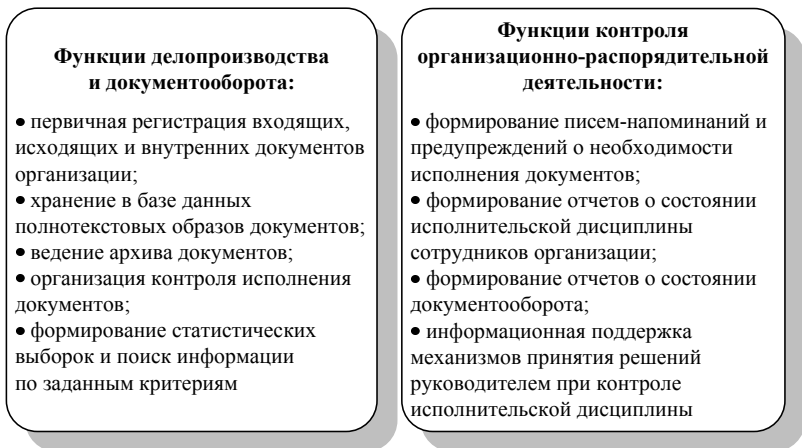 Функции делопроизводства
и документооборота:
• первичная регистрация входящих,
исходящих и внутренних документов
организации;
• хранение в базе данных
полнотекстовых образов документов;
• ведение архива документов;
• организация контроля исполнения
документов;
• формирование статистических
выборок и поиск информации
по заданным критериям
Функции контроля
организационно-распорядительной
деятельности:
• формирование писем-напоминаний и
предупреждений о необходимости
исполнения документов;
• формирование отчетов о состоянии
исполнительской дисциплины
сотрудников организации;
• формирование отчетов о состоянии
документооборота;
• информационная поддержка
механизмов принятия решений
руководителем при контроле
исполнительской дисциплины